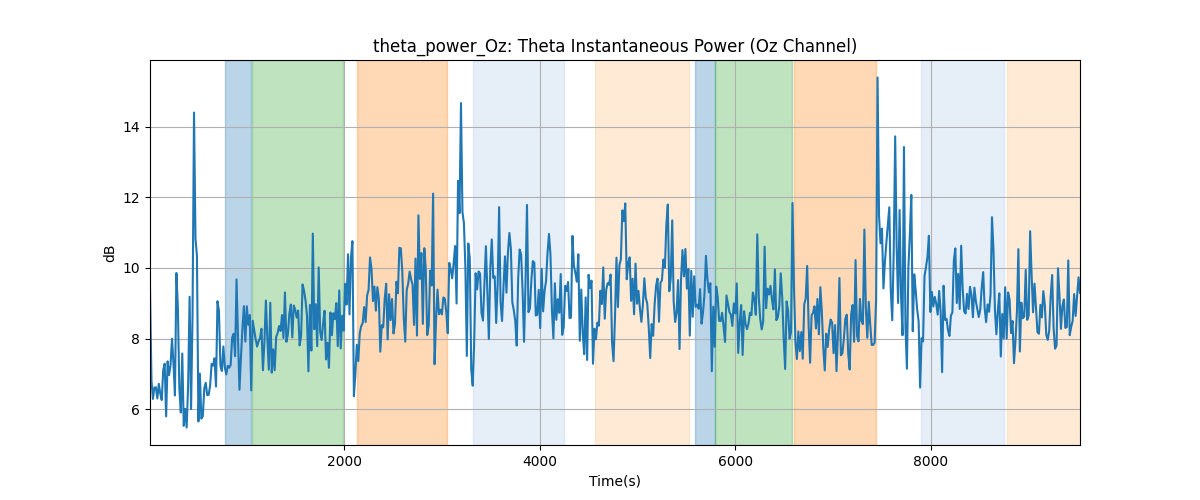 theta_power_Oz: Theta Instantaneous Power (Oz Channel)
dB
14
12
10
8
6
2000 4000 6000 8000
Time(s)